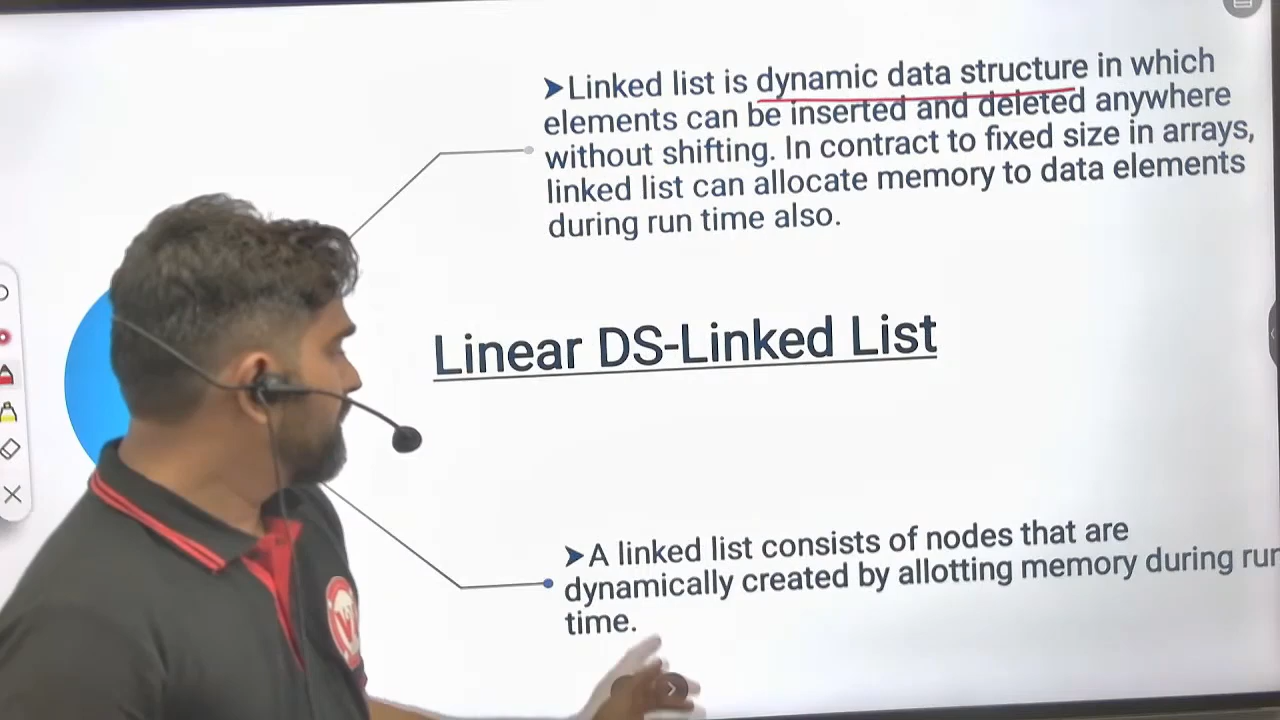 ➤Linked list is dynamic data structure in which
elements can be inserted and deleted anywhere
without shifting. In contract to fixed size in arrays,
linked list can allocate memory to data elements
during run time also.
Linear DS-Linked List
➤A linked list consists of nodes that are
dynamically created by allotting memory during run
time.